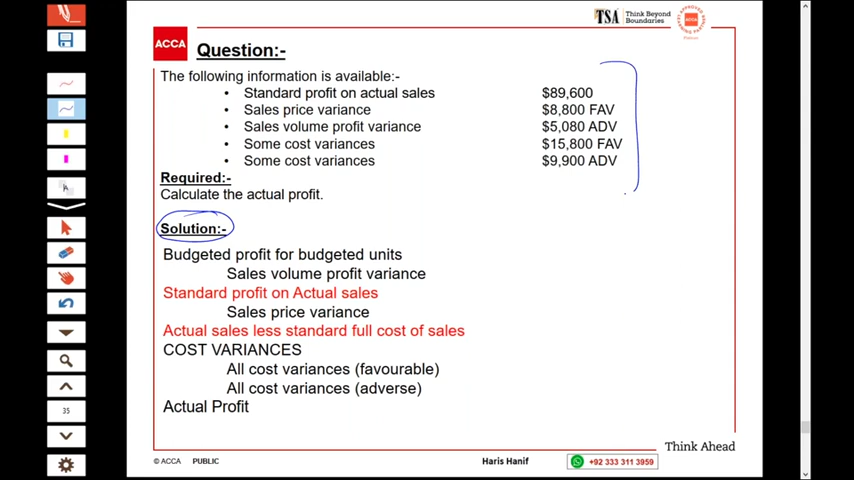 TSA Think Beyond
Boundaries
ACCA
ACCA Question:-
The following information is available:-
• Standard profit on actual sales $89,600
• Sales price variance $8,800 FAV
• Sales volume profit variance $5,080 ADV
• Some cost variances $15,800 FAV
• Some cost variances $9,900 ADV
Required:-
Calculate the actual profit.
Solution:-
Budgeted profit for budgeted units
Sales volume profit variance
Standard profit on Actual sales
Sales price variance
Actual sales less standard full cost of sales
COST VARIANCES
All cost variances (favourable)
All cost variances (adverse)
Actual Profit
35
Think Ahead
© ACCA PUBLIC Haris Hanif +92 333 311 3959